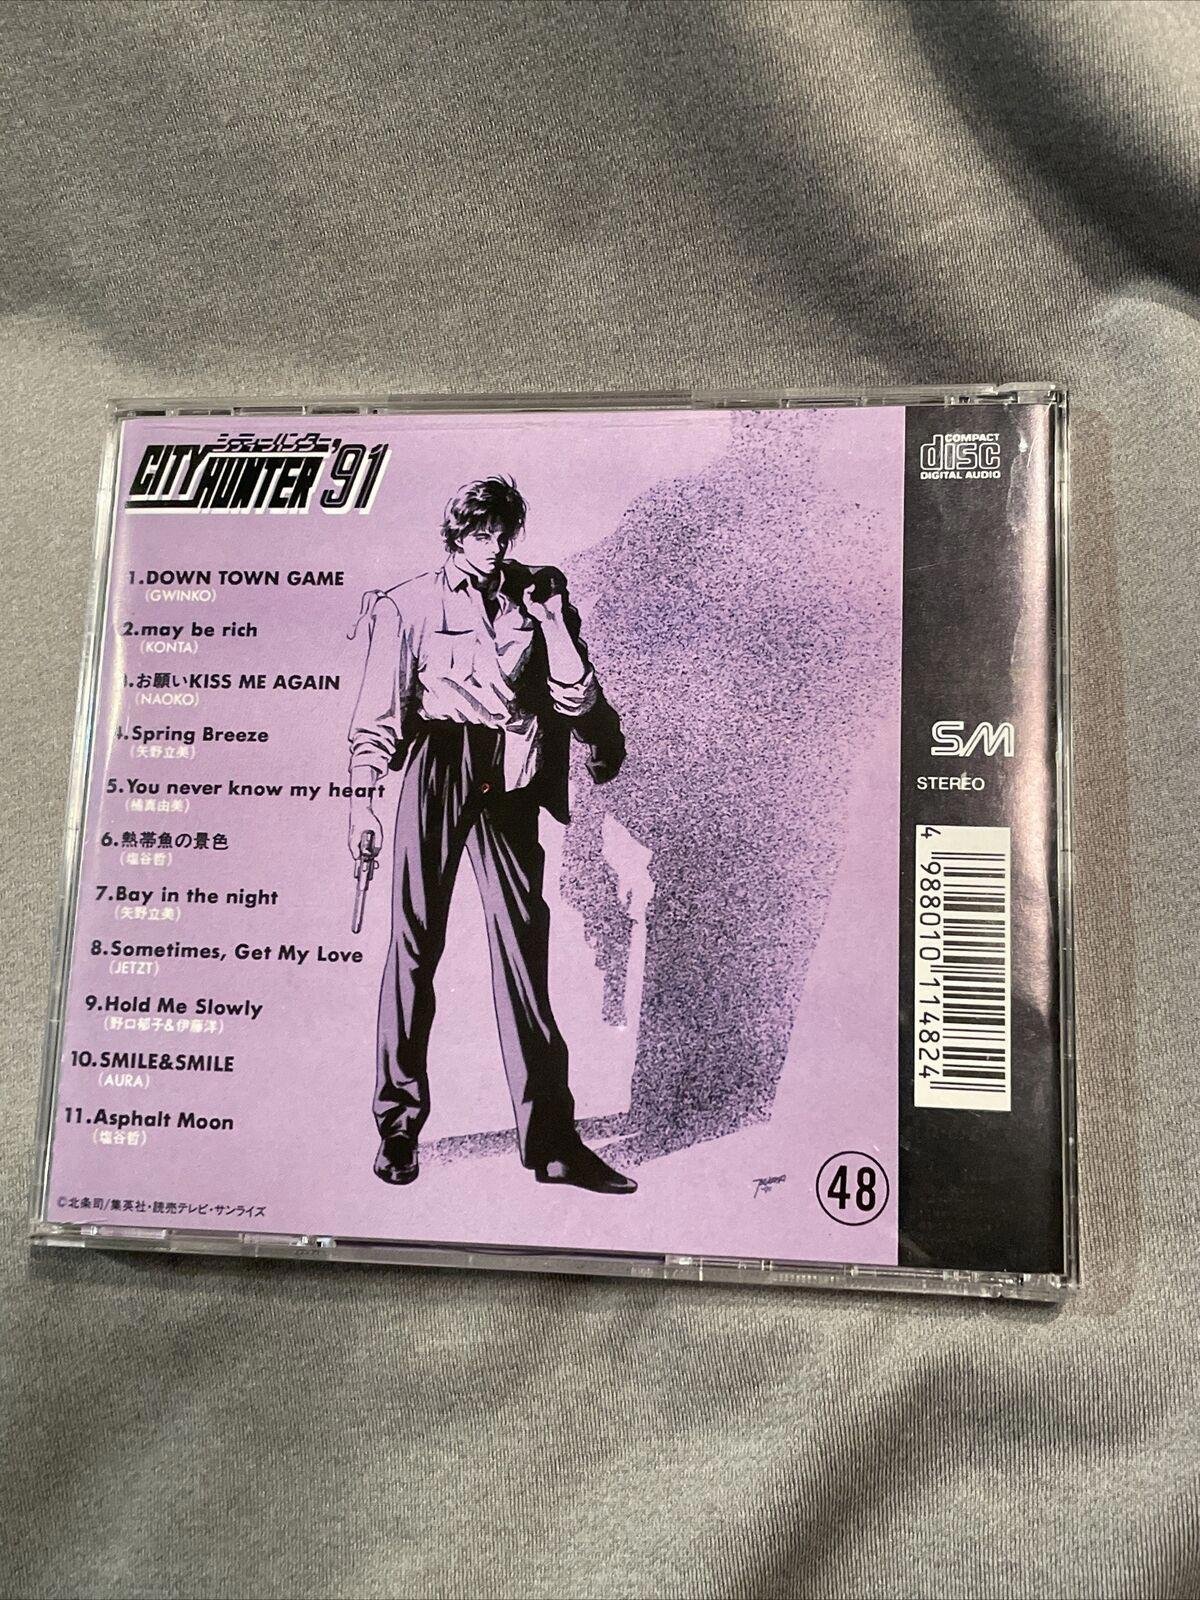 シティーハンター
CITY HUNTER '91
1.DOWN TOWN GAME
(GWINKO)
2.may be rich
(KONTA)
.お願いKISS ME AGAIN
(NAOKO)
4.Spring Breeze
(矢野立美)
5.You never know my heart
(橘真由美)
6.熱帯魚の景色
(塩谷哲)
7.Bay in the night
(矢野立美)
8.Sometimes, Get My Love
(JETZT)
9.Hold Me Slowly
(野口郁子&伊藤洋)
10.SMILE&SMILE
(AURA)
11.Asphalt Moon
(塩谷哲)
©北条司/集英社・読売テレビ・サンライズ
48
COMPACT
disc
DIGITAL AUDIO
SM
STEREO
4 988010 114824